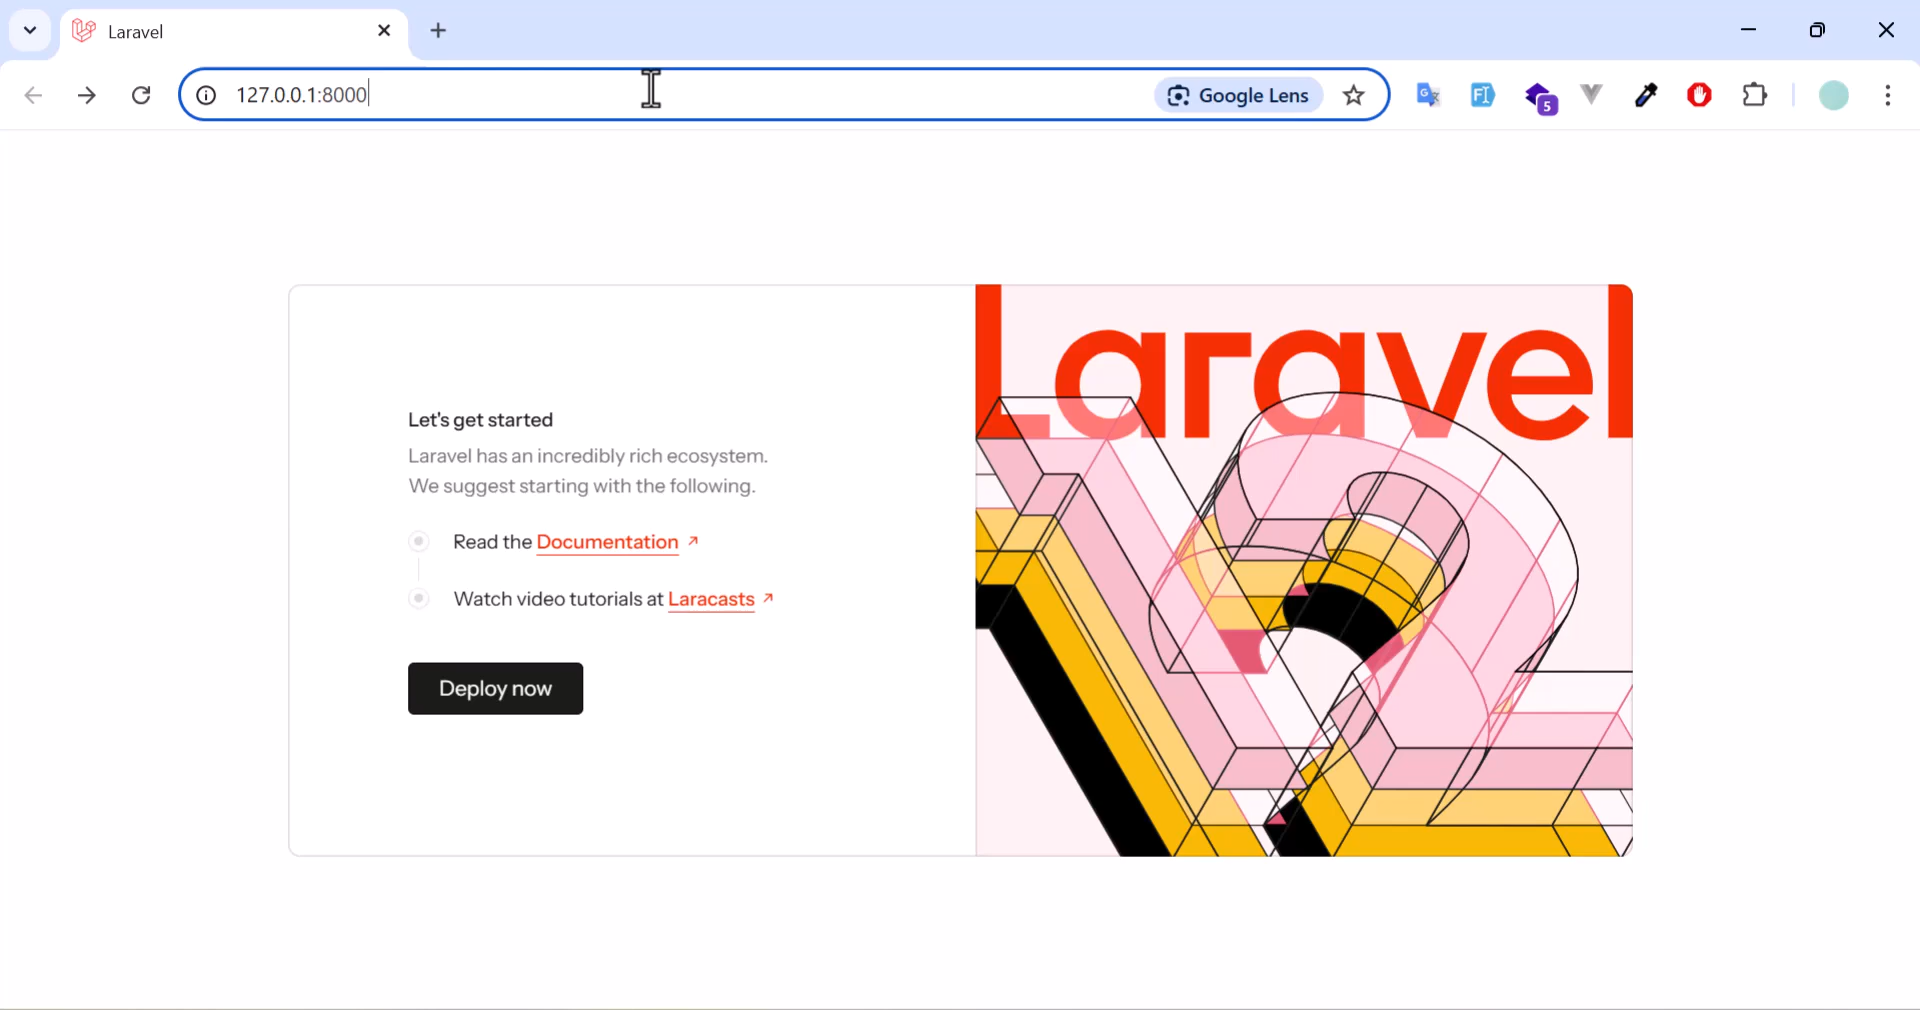 Laravel
127.0.0.1:8000
Google Lens
5
Let's get started
Laravel has an incredibly rich ecosystem.
We suggest starting with the following.
Read the Documentation
Watch video tutorials at Laracasts
Deploy now
Laravel